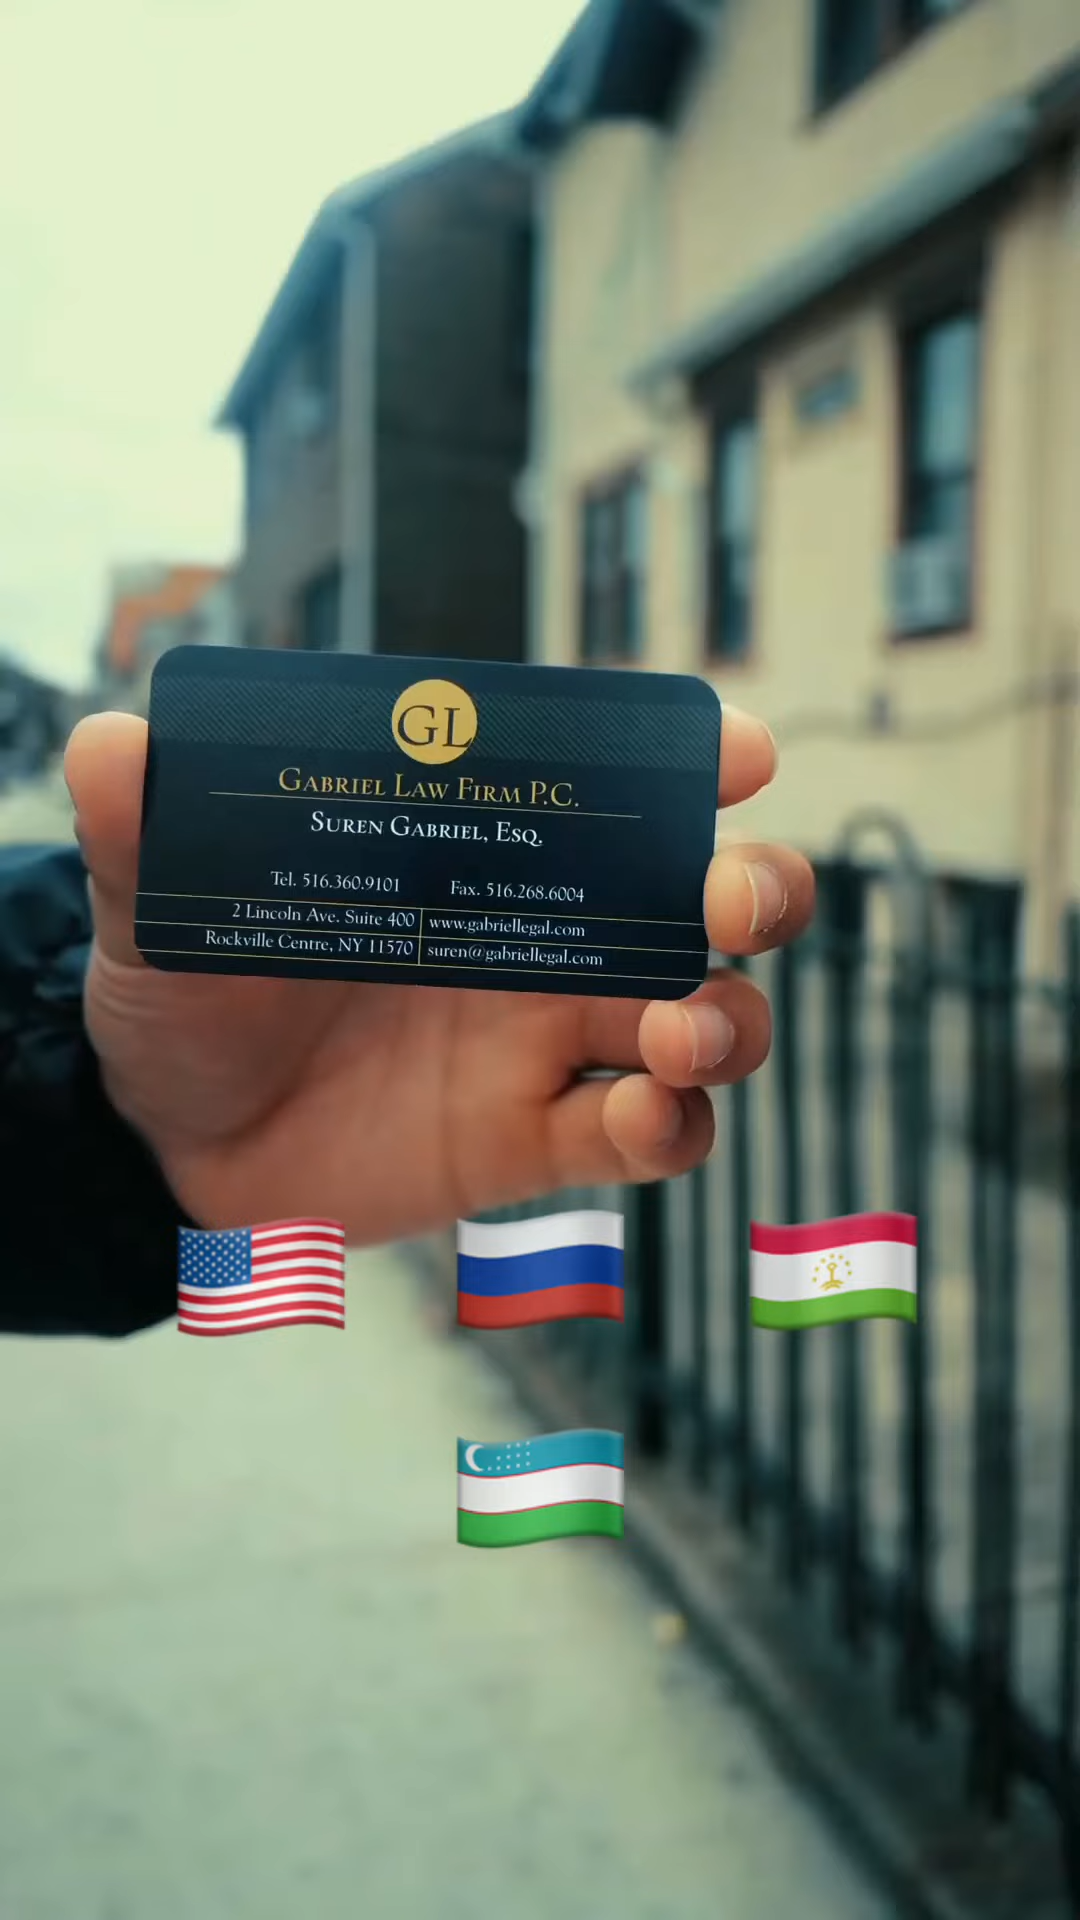 GL
GABRIEL LAW FIRM P.C.
SUREN GABRIEL, ESQ.
Tel. 516.360.9101 Fax. 516.268.6004
2 Lincoln Ave. Suite 400 www.gabriellegal.com
Rockville Centre, NY 11570 suren@gabriellegal.com